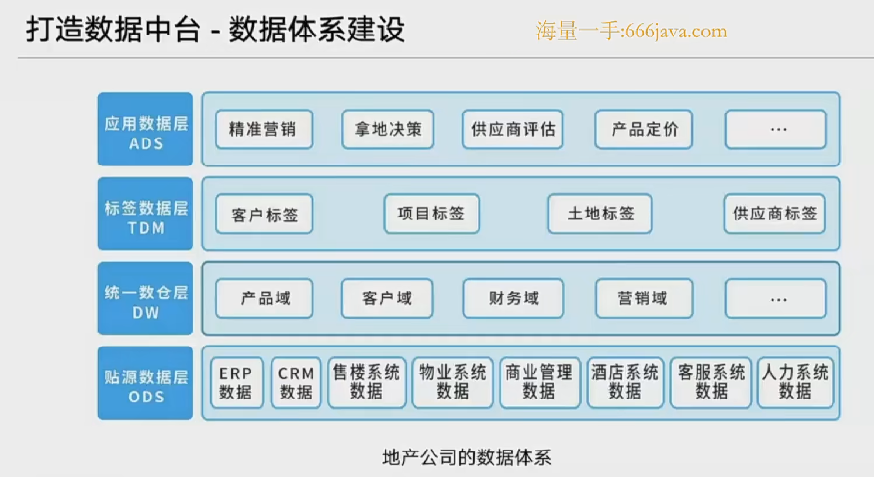 打造数据中台 - 数据体系建设
海量一手:666java.com
应用数据层
ADS
精准营销
拿地决策
供应商评估
产品定价
...
标签数据层
TDM
客户标签
项目标签
土地标签
供应商标签
统一数仓层
DW
产品域
客户域
财务域
营销域
...
贴源数据层
ODS
ERP
数据
CRM
数据
售楼系统
数据
物业系统
数据
商业管理
数据
酒店系统
数据
客服系统
数据
人力系统
数据
地产公司的数据体系